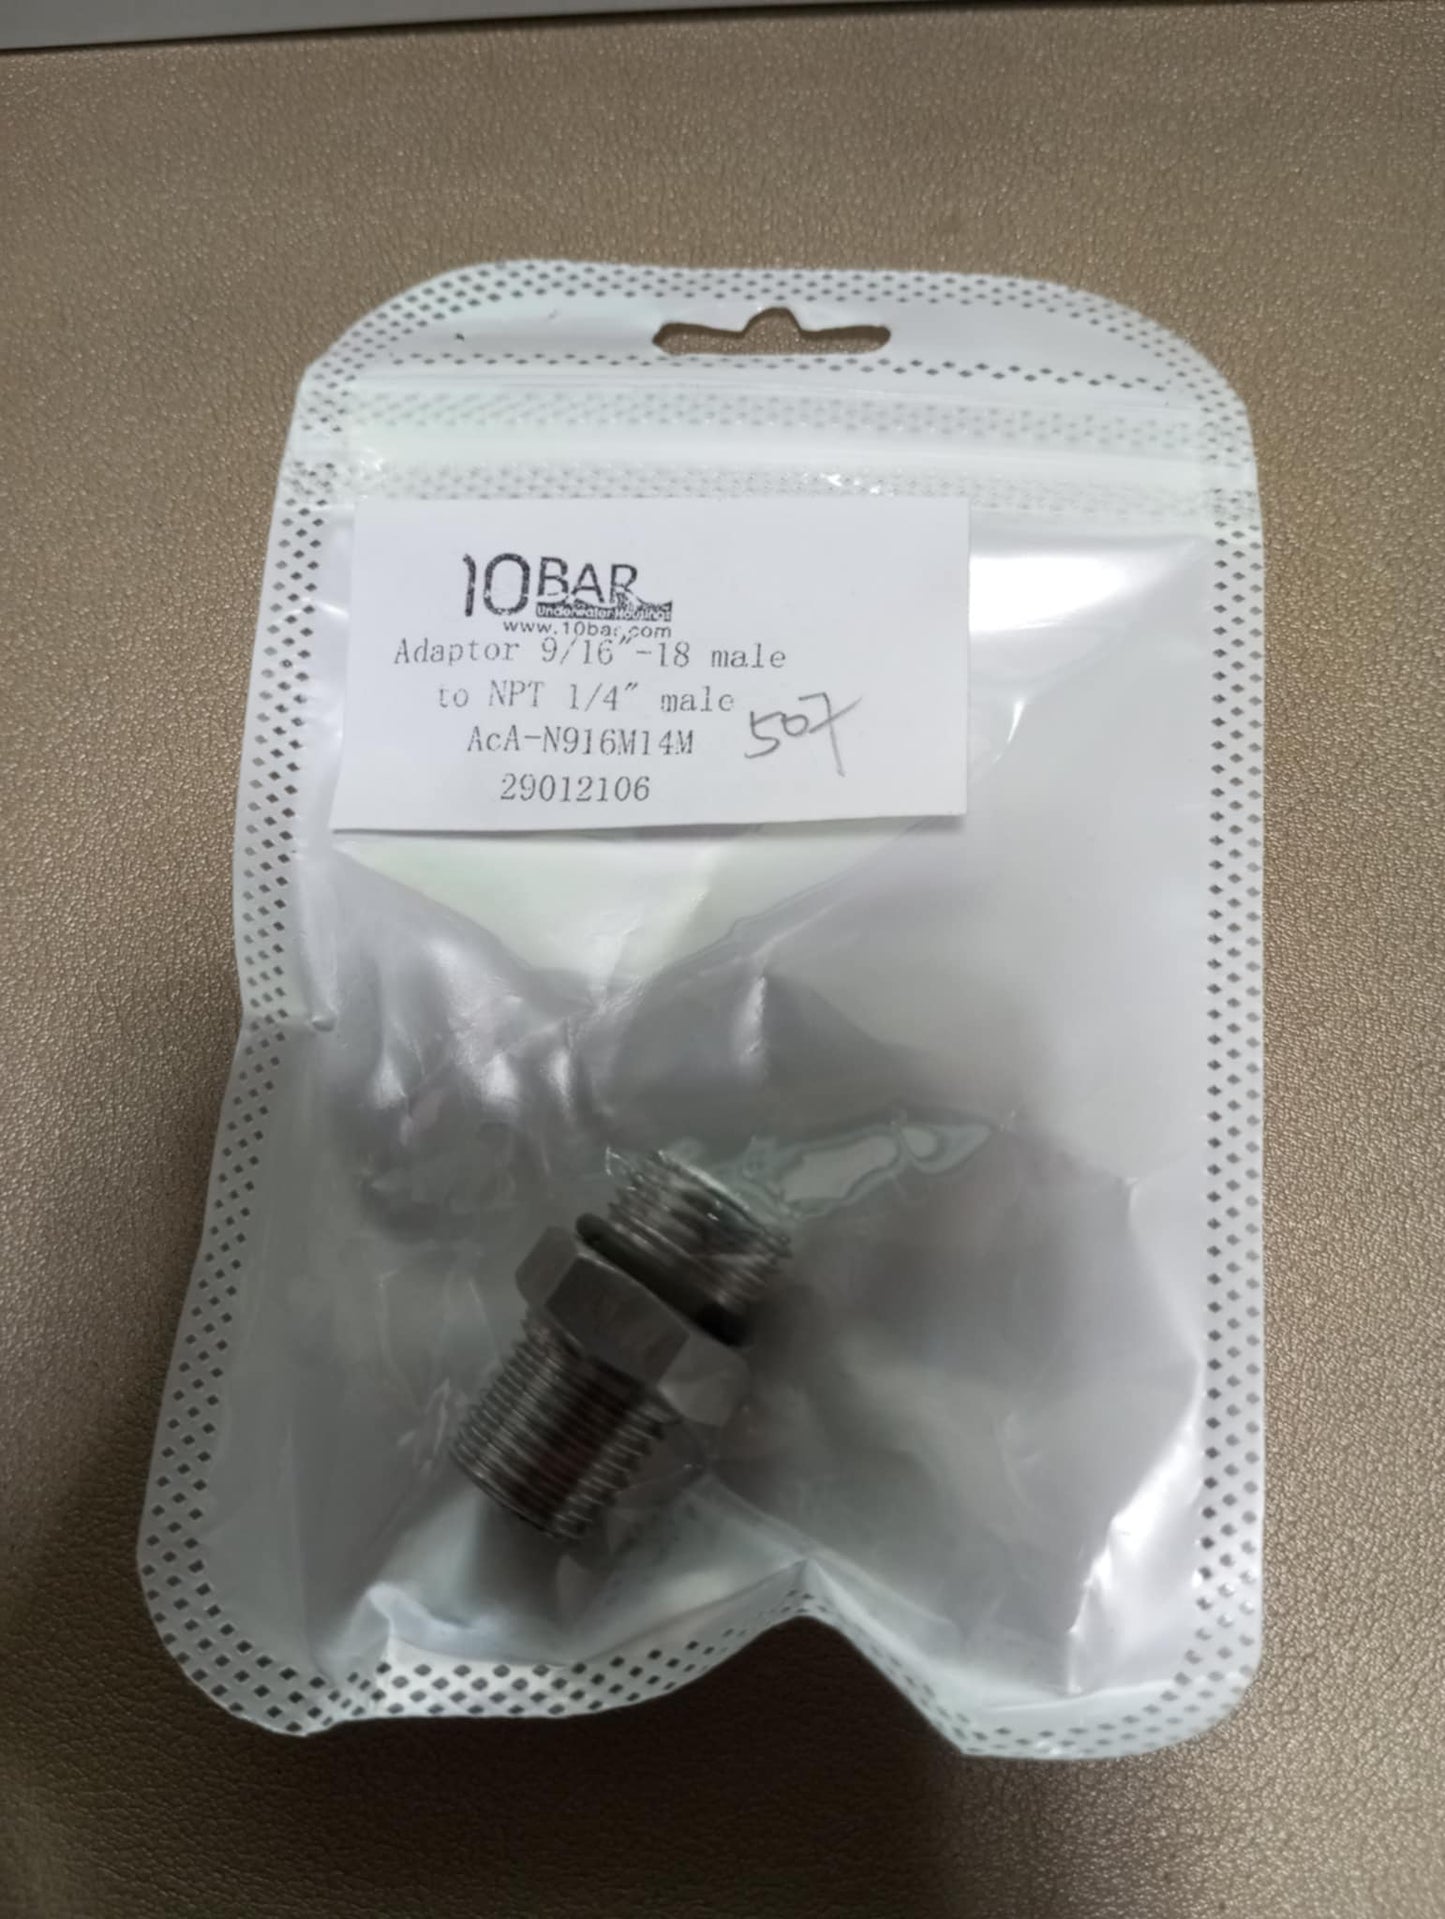 10BAR
Underwater Housings
www.10bar.com
Adaptor 9/16"-18 male
to NPT 1/4" male
AcA-N916M14M
507
29012106